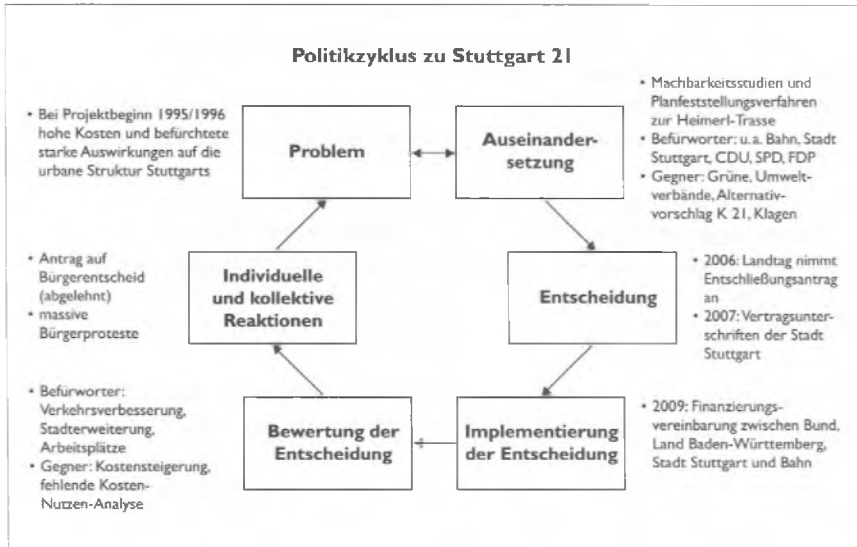 Politikzyklus zu Stuttgart 21
• Bei Projektbeginn 1995/1996
hohe Kosten und befürchtete
starke Auswirkungen auf die
urbane Struktur Stuttgarts
Problem
Auseinander-
setzung
• Machbarkeitsstudien und
Planfeststellungsverfahren
zur Heimerl-Trasse
• Befürworter: u.a. Bahn, Stadt
Stuttgart, CDU, SPD, FDP
• Gegner: Grüne, Umwelt-
verbände, Alternativ-
vorschlag K 21, Klagen
• Antrag auf
Bürgerentscheid
(abgelehnt)
• massive
Bürgerproteste
Individuelle
und kollektive
Reaktionen
Entscheidung
• 2006: Landtag nimmt
Entschließungsantrag
an
• 2007: Vertragsunter-
schriften der Stadt
Stuttgart
• Befürworter:
Verkehrsverbesserung,
Stadterweiterung,
Arbeitsplätze
• Gegner: Kostensteigerung,
fehlende Kosten-
Nutzen-Analyse
Bewertung der
Entscheidung
Implementierung
der Entscheidung
• 2009: Finanzierungs-
vereinbarung zwischen Bund,
Land Baden-Württemberg,
Stadt Stuttgart und Bahn